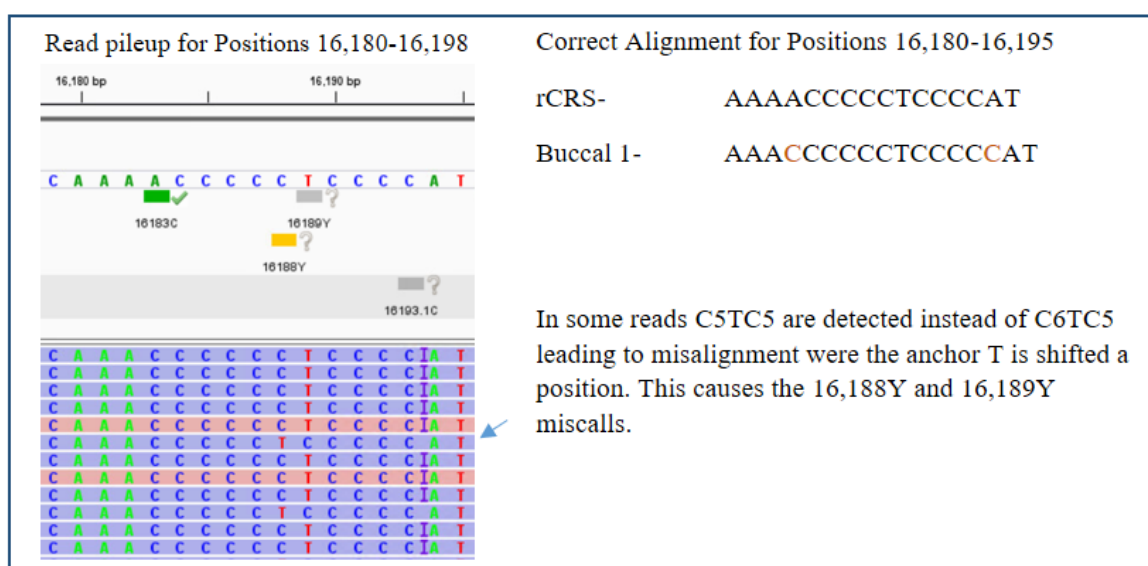 Read pileup for Positions 16,180-16,198
16,180 bp 16,190 bp
C A A A A C C C C C T C C C C A T
16183C 16189Y ?
?
16188Y
?
16193.1C
C A A A C C C C C C T C C C C I A T
C A A A C C C C C C T C C C C I A T
C A A A C C C C C C T C C C C I A T
C A A A C C C C C C T C C C C I A T
C A A A C C C C C C T C C C C I A T
C A A A C C C C C T C C C C C A T
C A A A C C C C C C T C C C C I A T
C A A A C C C C C C T C C C C I A T
C A A A C C C C C C T C C C C I A T
C A A A C C C C C T C C C C C A T
C A A A C C C C C C T C C C C I A T
C A A A C C C C C C T C C C C I A T
Correct Alignment for Positions 16,180-16,195
rCRS- AAAACCCCCTCCCCAT
Buccal 1- AAACCCCCCTCCCCCAT
In some reads C5TC5 are detected instead of C6TC5
leading to misalignment were the anchor T is shifted a
position. This causes the 16,188Y and 16,189Y
miscalls.